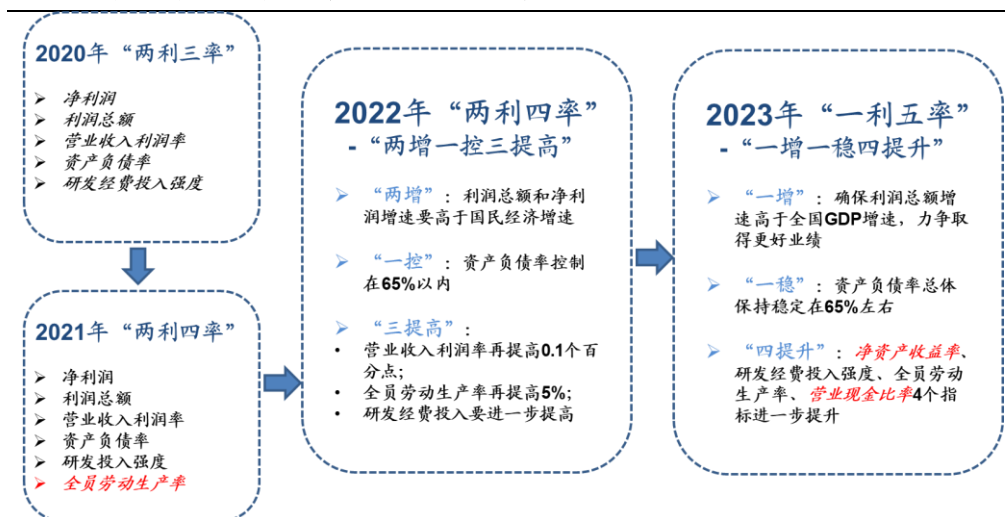 2020年“两利三率”
➢ 净利润
➢ 利润总额
➢ 营业收入利润率
➢ 资产负债率
➢ 研发经费投入强度
2021年“两利四率”
➢ 净利润
➢ 利润总额
➢ 营业收入利润率
➢ 资产负债率
➢ 研发投入强度
➢ 全员劳动生产率
2022年“两利四率”
-“两增一控三提高”
➢ “两增”：利润总额和净利
润增速要高于国民经济增速
➢ “一控”：资产负债率控制
在65%以内
➢ “三提高”：
• 营业收入利润率再提高0.1个百
分点;
• 全员劳动生产率再提高5%;
• 研发经费投入要进一步提高
2023年“一利五率”
-“一增一稳四提升”
➢ “一增”：确保利润总额增
速高于全国GDP增速，力争取
得更好业绩
➢ “一稳”：资产负债率总体
保持稳定在65%左右
➢ “四提升”：净资产收益率、
研发经费投入强度、全员劳动
生产率、营业现金比率4个指
标进一步提升